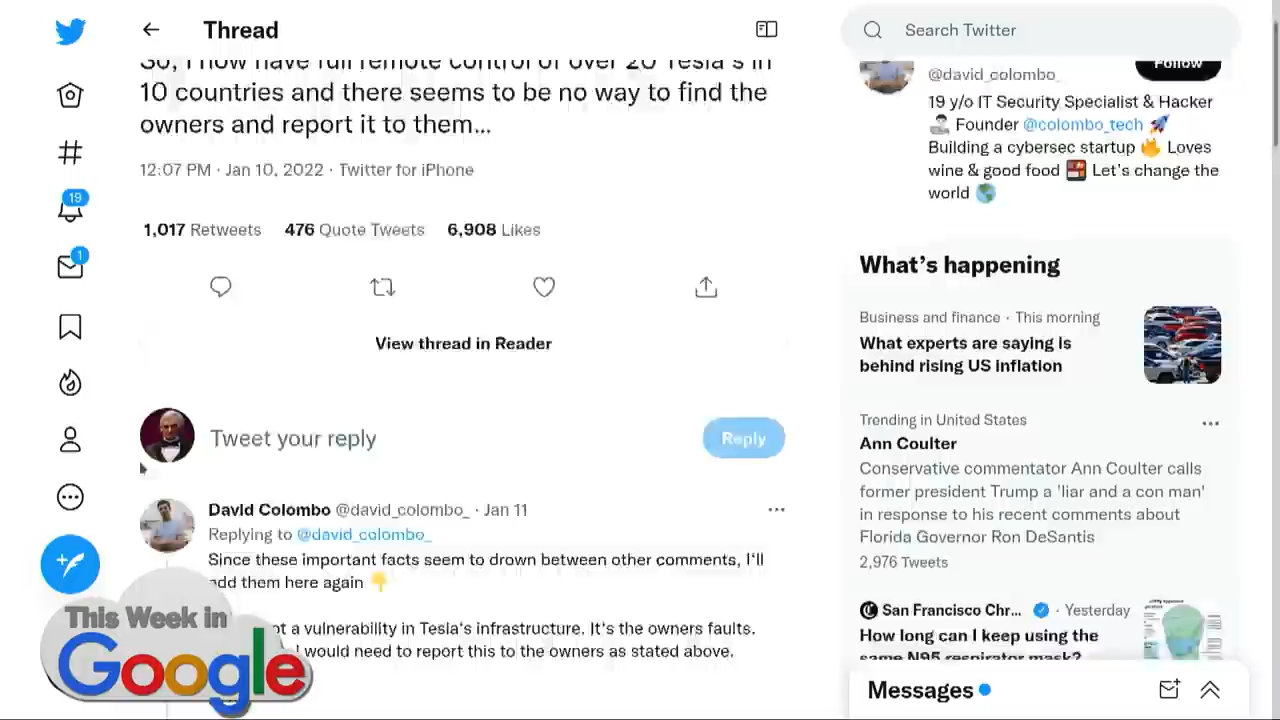 Thread
So, I now have full remote control of over 20 Tesla's in
10 countries and there seems to be no way to find the
owners and report it to them...
12:07 PM · Jan 10, 2022 · Twitter for iPhone
1,017 Retweets 476 Quote Tweets 6,908 Likes
View thread in Reader
Tweet your reply
Reply
David Colombo @david_colombo_ · Jan 11
Replying to @david_colombo_
Since these important facts seem to drown between other comments, I'll
add them here again 👇
not a vulnerability in Tesla's infrastructure. It's the owners faults.
I would need to report this to the owners as stated above.
19
1
This Week in
Google
Search Twitter
@david_colombo_
Follow
19 y/o IT Security Specialist & Hacker
👨🏻‍💻 Founder @colombo_tech 🚀
Building a cybersec startup 🔥 Loves
wine & good food 🍱 Let's change the
world 🌎
What's happening
Business and finance · This morning
What experts are saying is
behind rising US inflation
Trending in United States
Ann Coulter
Conservative commentator Ann Coulter calls
former president Trump a 'liar and a con man'
in response to his recent comments about
Florida Governor Ron DeSantis
2,976 Tweets
San Francisco Chr... · Yesterday
How long can I keep using the
same N95 respirator mask?
Messages